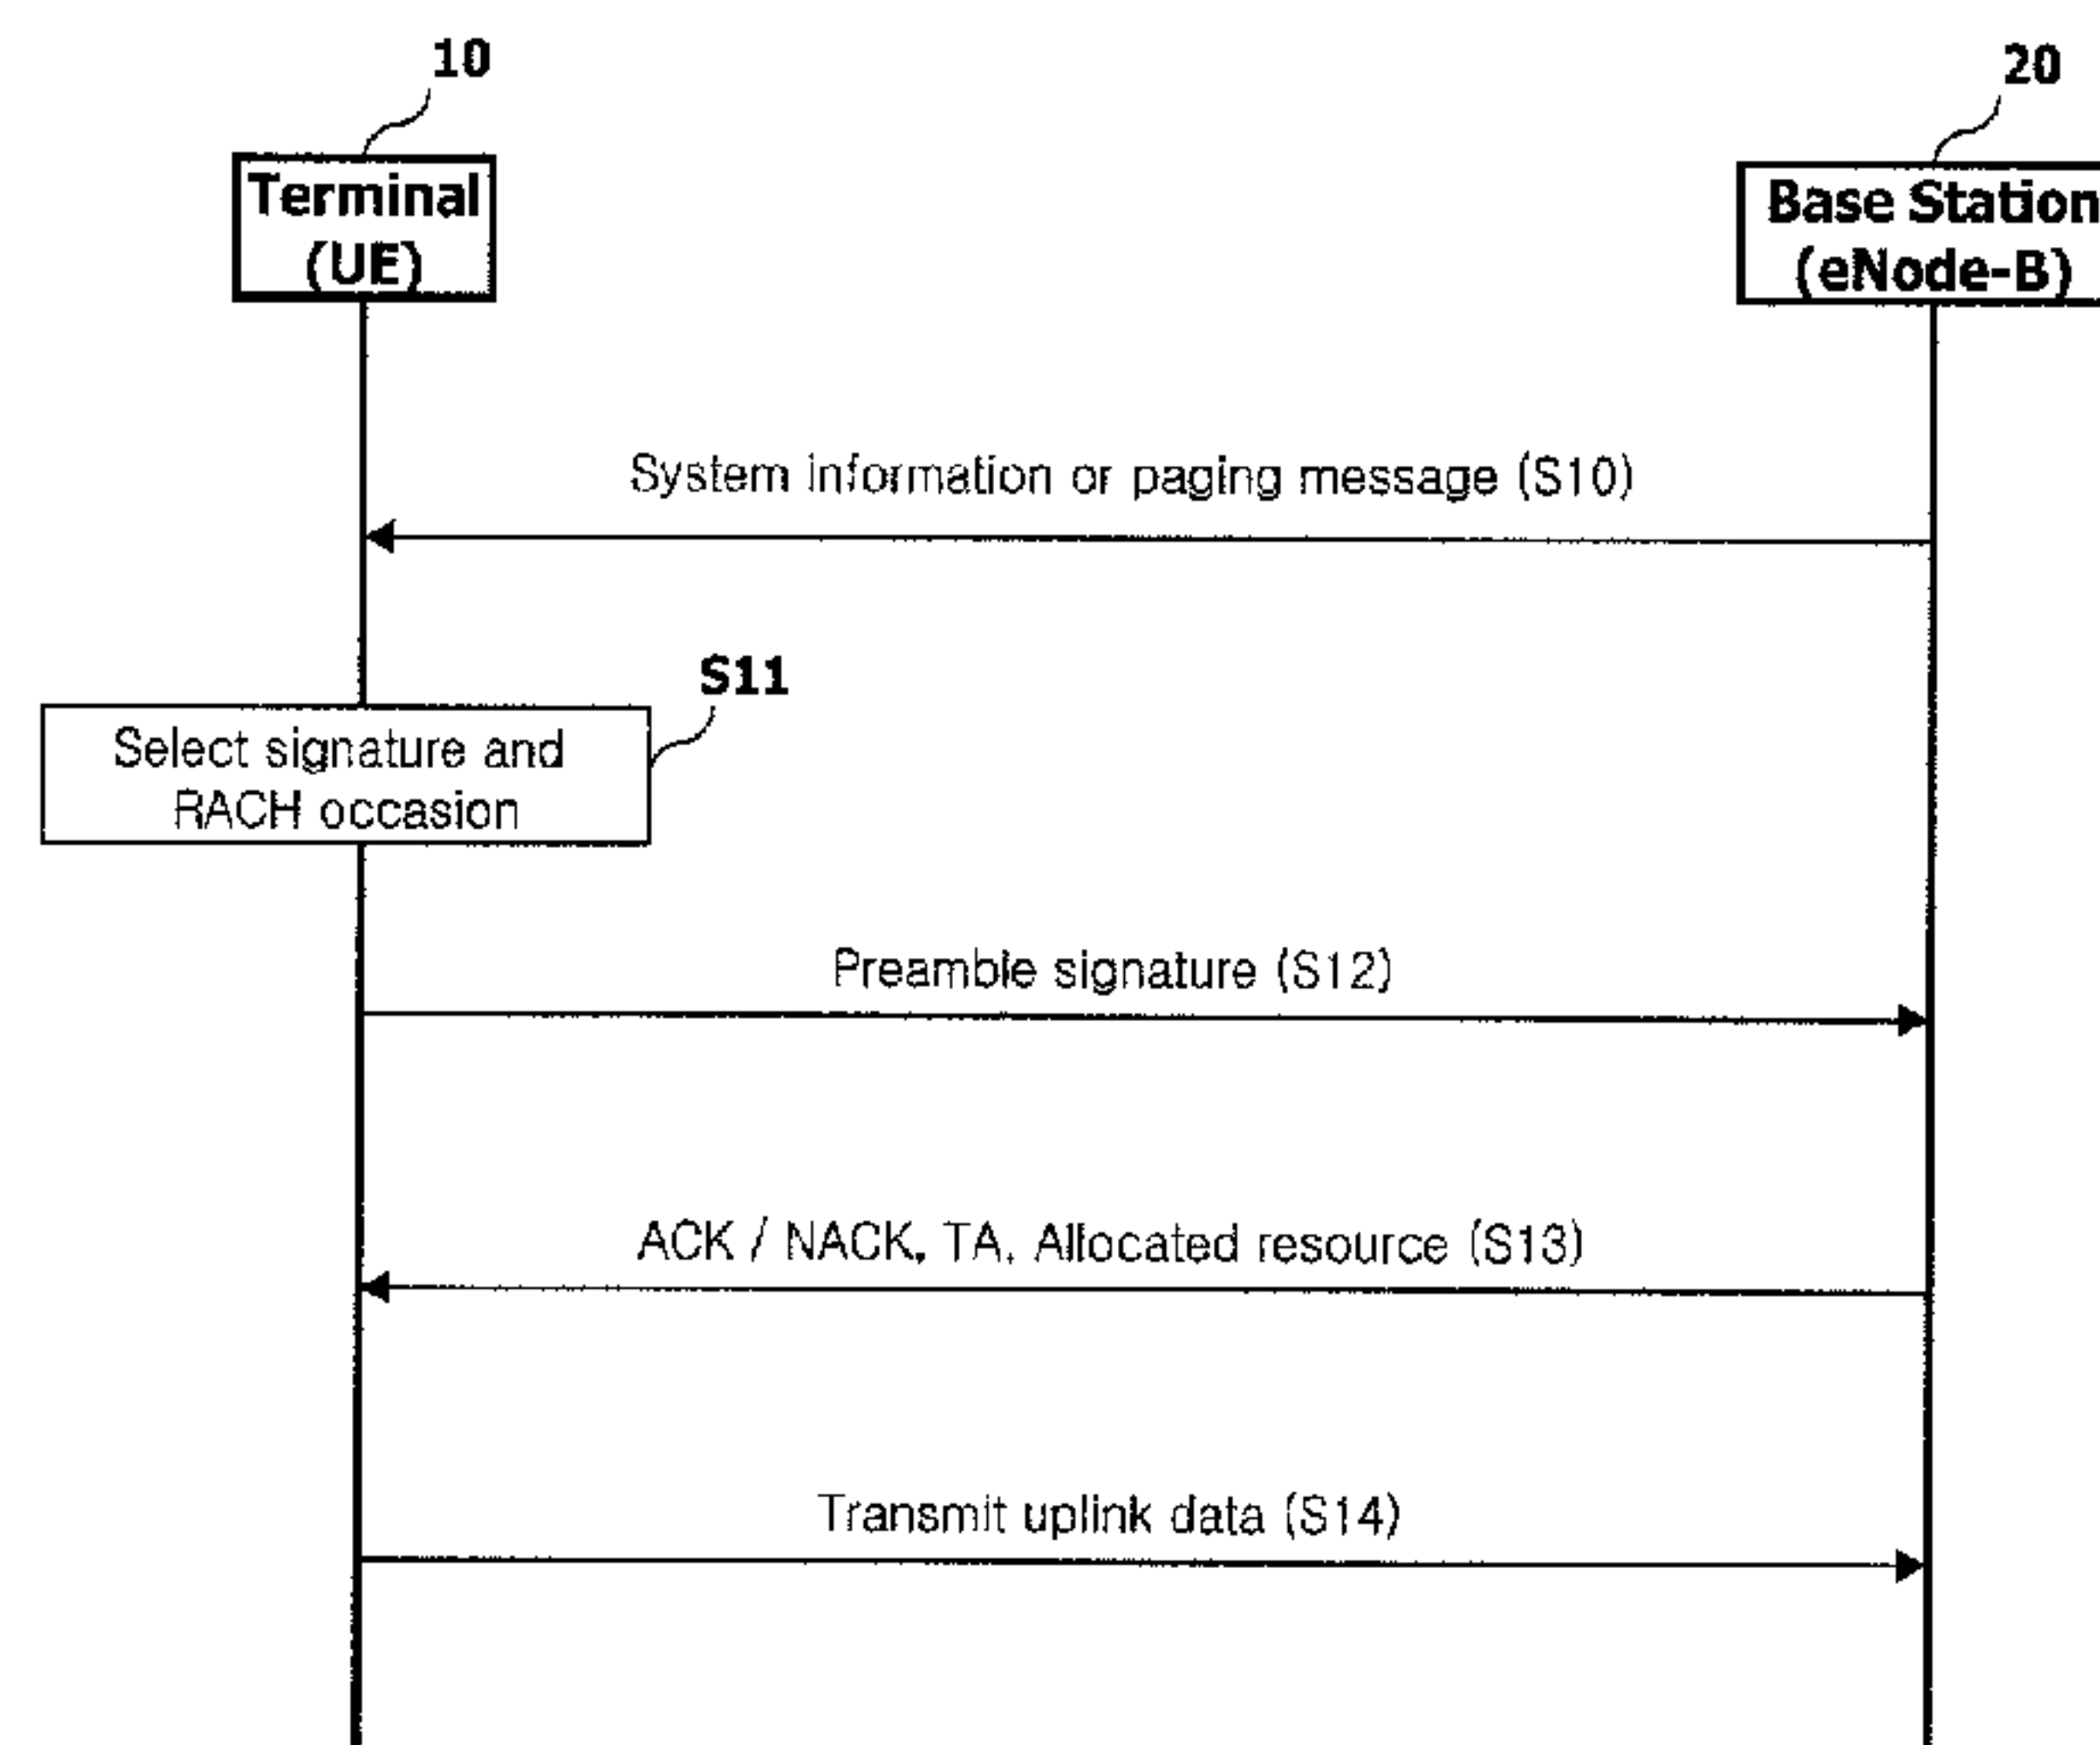 10
20
Terminal
(UE)
Base Station
(eNode-B)
System information or paging message (S10)
S11
Select signature and
RACH occasion
Preamble signature (S12)
ACK / NACK, TA, Allocated resource (S13)
Transmit uplink data (S14)